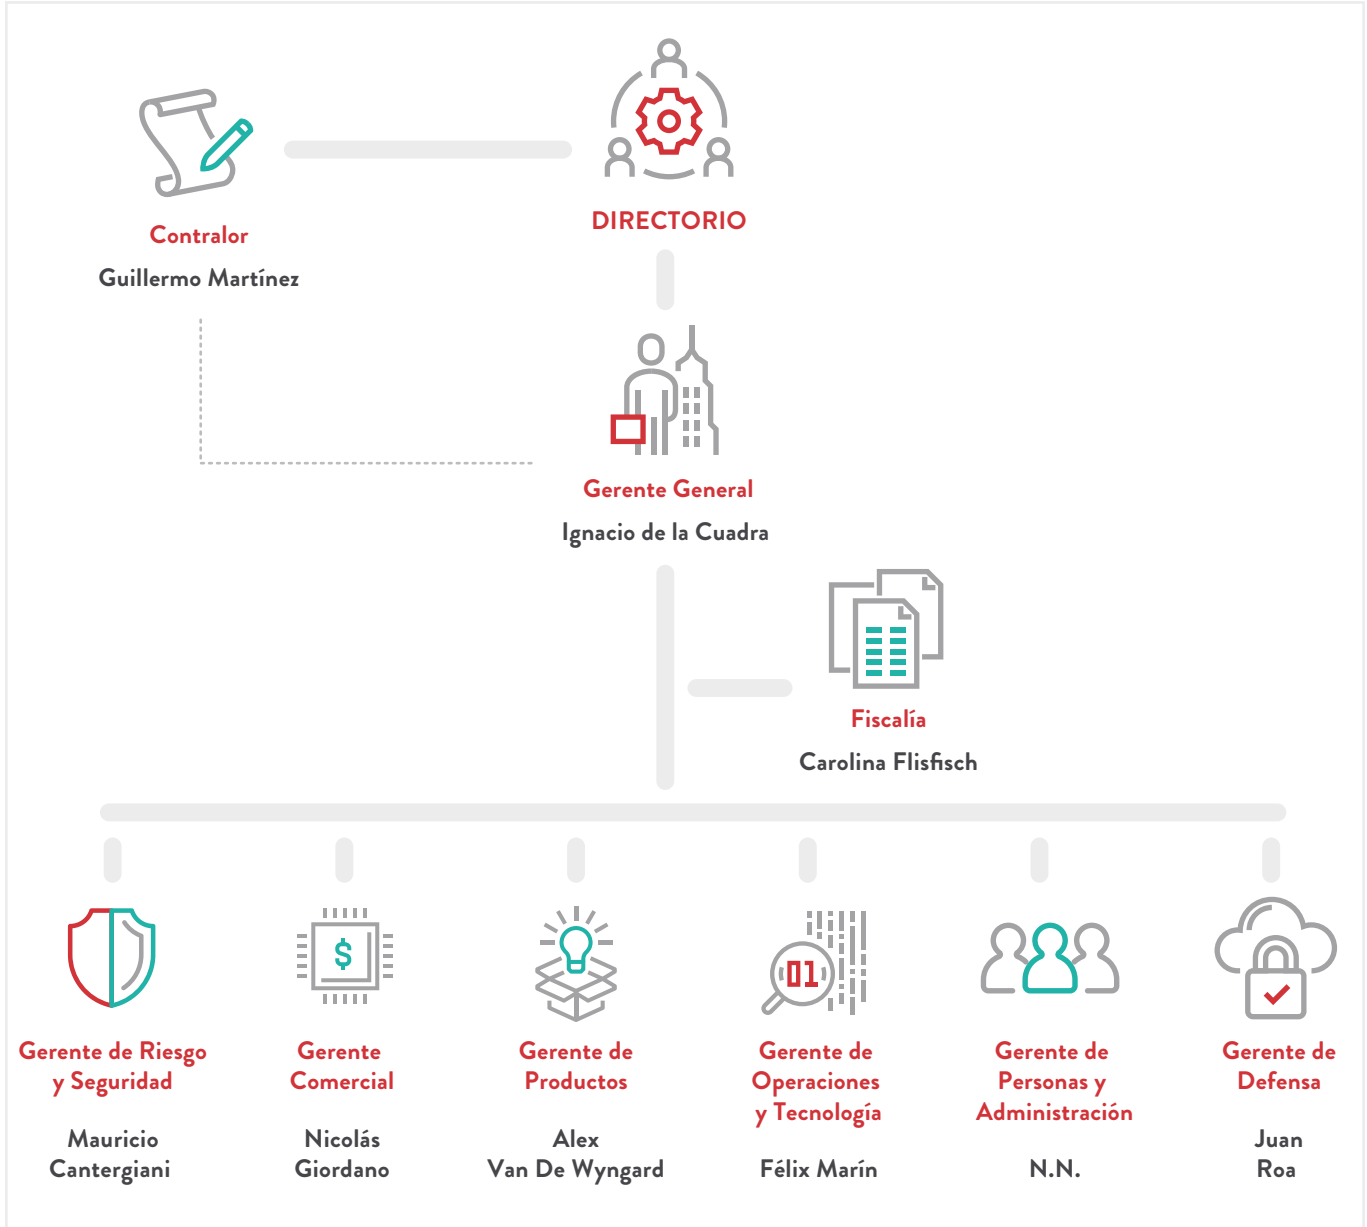 DIRECTORIO
Contralor
Guillermo Martínez
Gerente General
Ignacio de la Cuadra
Fiscalía
Carolina Flisfisch
$
01
Gerente de Riesgo
y Seguridad
Mauricio
Cantergiani
Gerente
Comercial
Nicolás
Giordano
Gerente de
Productos
Alex
Van De Wyngard
Gerente de
Operaciones
y Tecnología
Félix Marín
Gerente de
Personas y
Administración
N.N.
Gerente de
Defensa
Juan
Roa